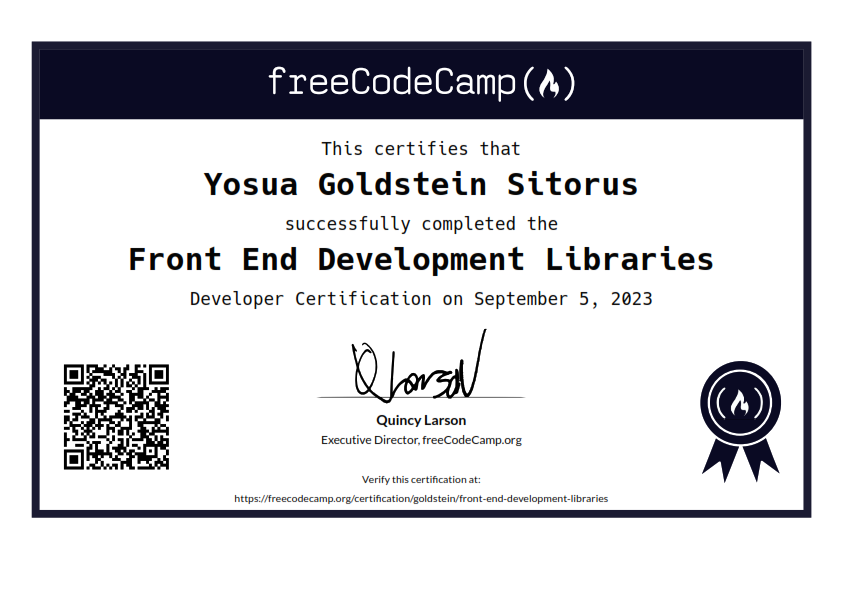 freeCodeCamp
This certifies that
Yosua Goldstein Sitorus
successfully completed the
Front End Development Libraries
Developer Certification on September 5, 2023
Quincy Larson
Executive Director, freeCodeCamp.org
Verify this certification at:
https://freecodecamp.org/certification/goldstein/front-end-development-libraries